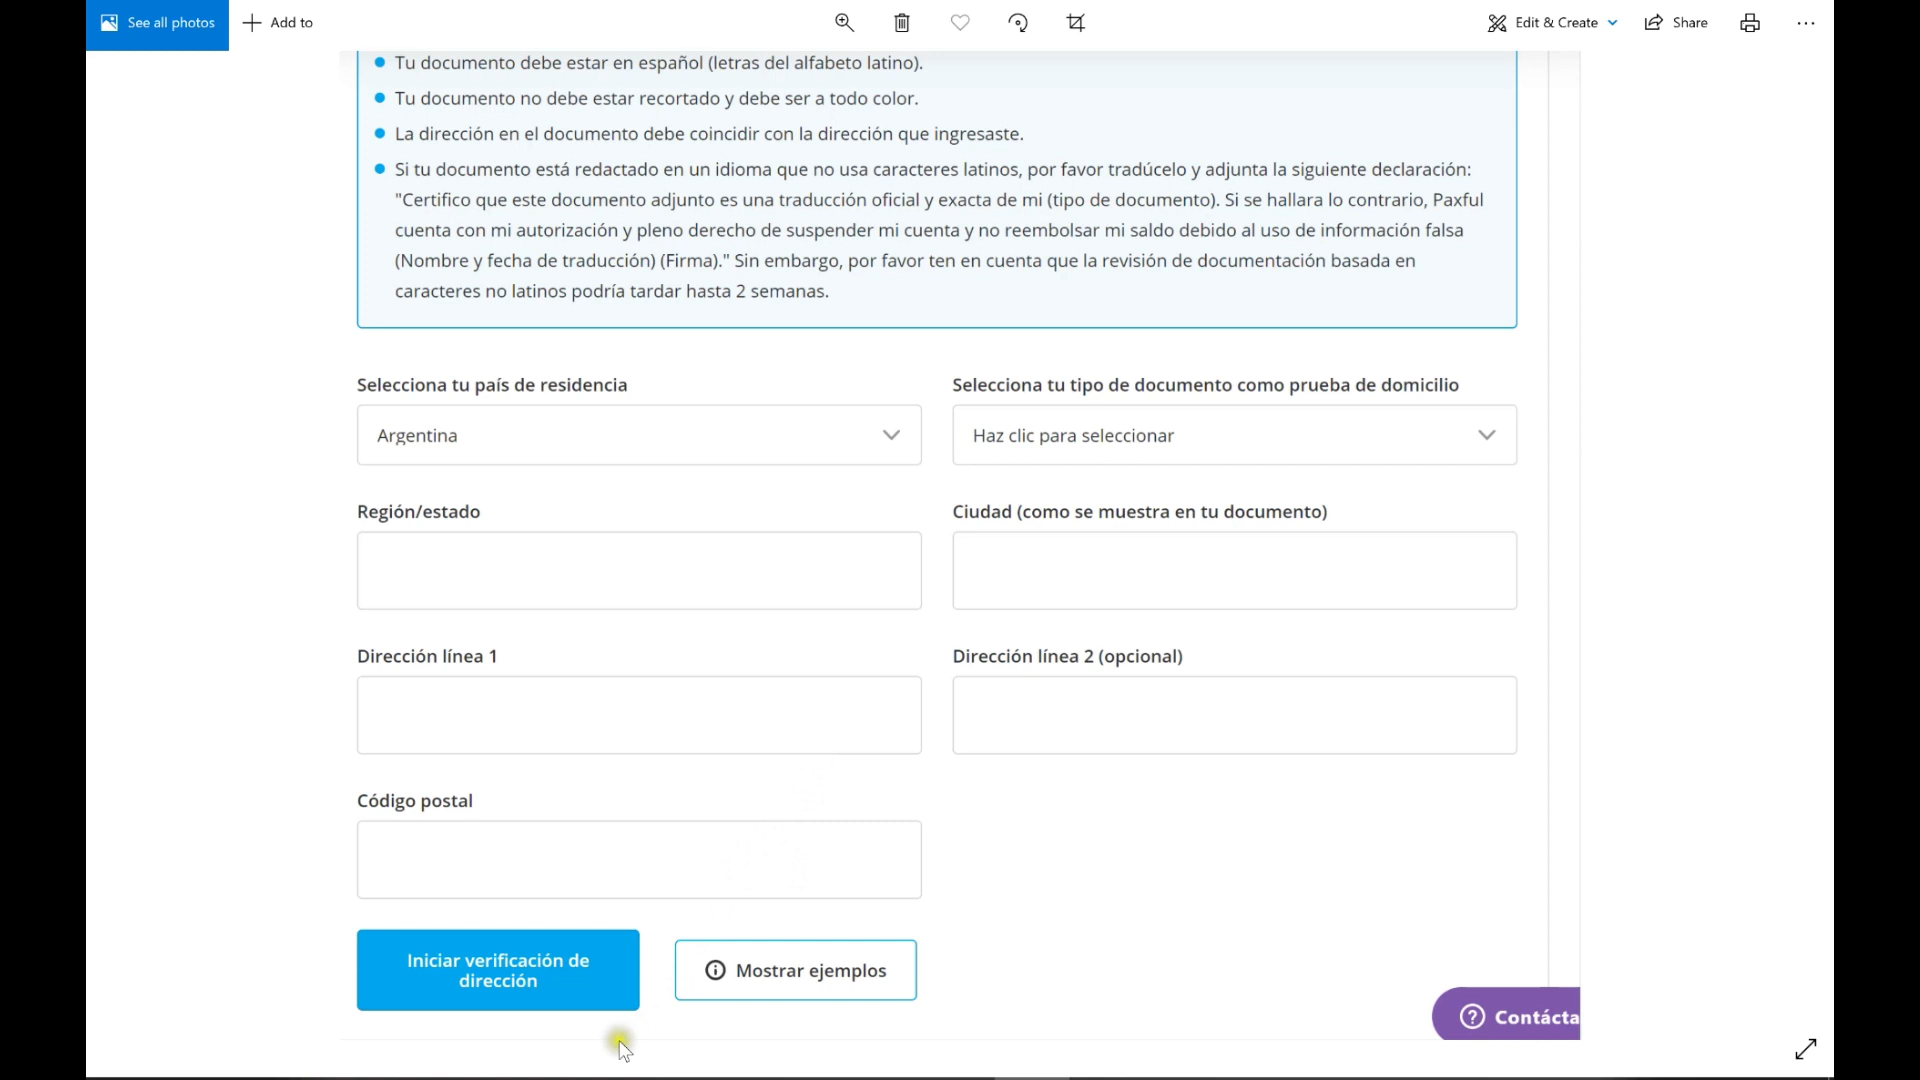 See all photos
Add to
Edit & Create
Share
Tu documento debe estar en español (letras del alfabeto latino).
Tu documento no debe estar recortado y debe ser a todo color.
La dirección en el documento debe coincidir con la dirección que ingresaste.
Si tu documento está redactado en un idioma que no usa caracteres latinos, por favor tradúcelo y adjunta la siguiente declaración:
"Certifico que este documento adjunto es una traducción oficial y exacta de mi (tipo de documento). Si se hallara lo contrario, Paxful
cuenta con mi autorización y pleno derecho de suspender mi cuenta y no reembolsar mi saldo debido al uso de información falsa
(Nombre y fecha de traducción) (Firma)." Sin embargo, por favor ten en cuenta que la revisión de documentación basada en
caracteres no latinos podría tardar hasta 2 semanas.
Selecciona tu país de residencia
Selecciona tu tipo de documento como prueba de domicilio
Argentina
Haz clic para seleccionar
Región/estado
Ciudad (como se muestra en tu documento)
Dirección línea 1
Dirección línea 2 (opcional)
Código postal
Iniciar verificación de
dirección
Mostrar ejemplos
Contácta